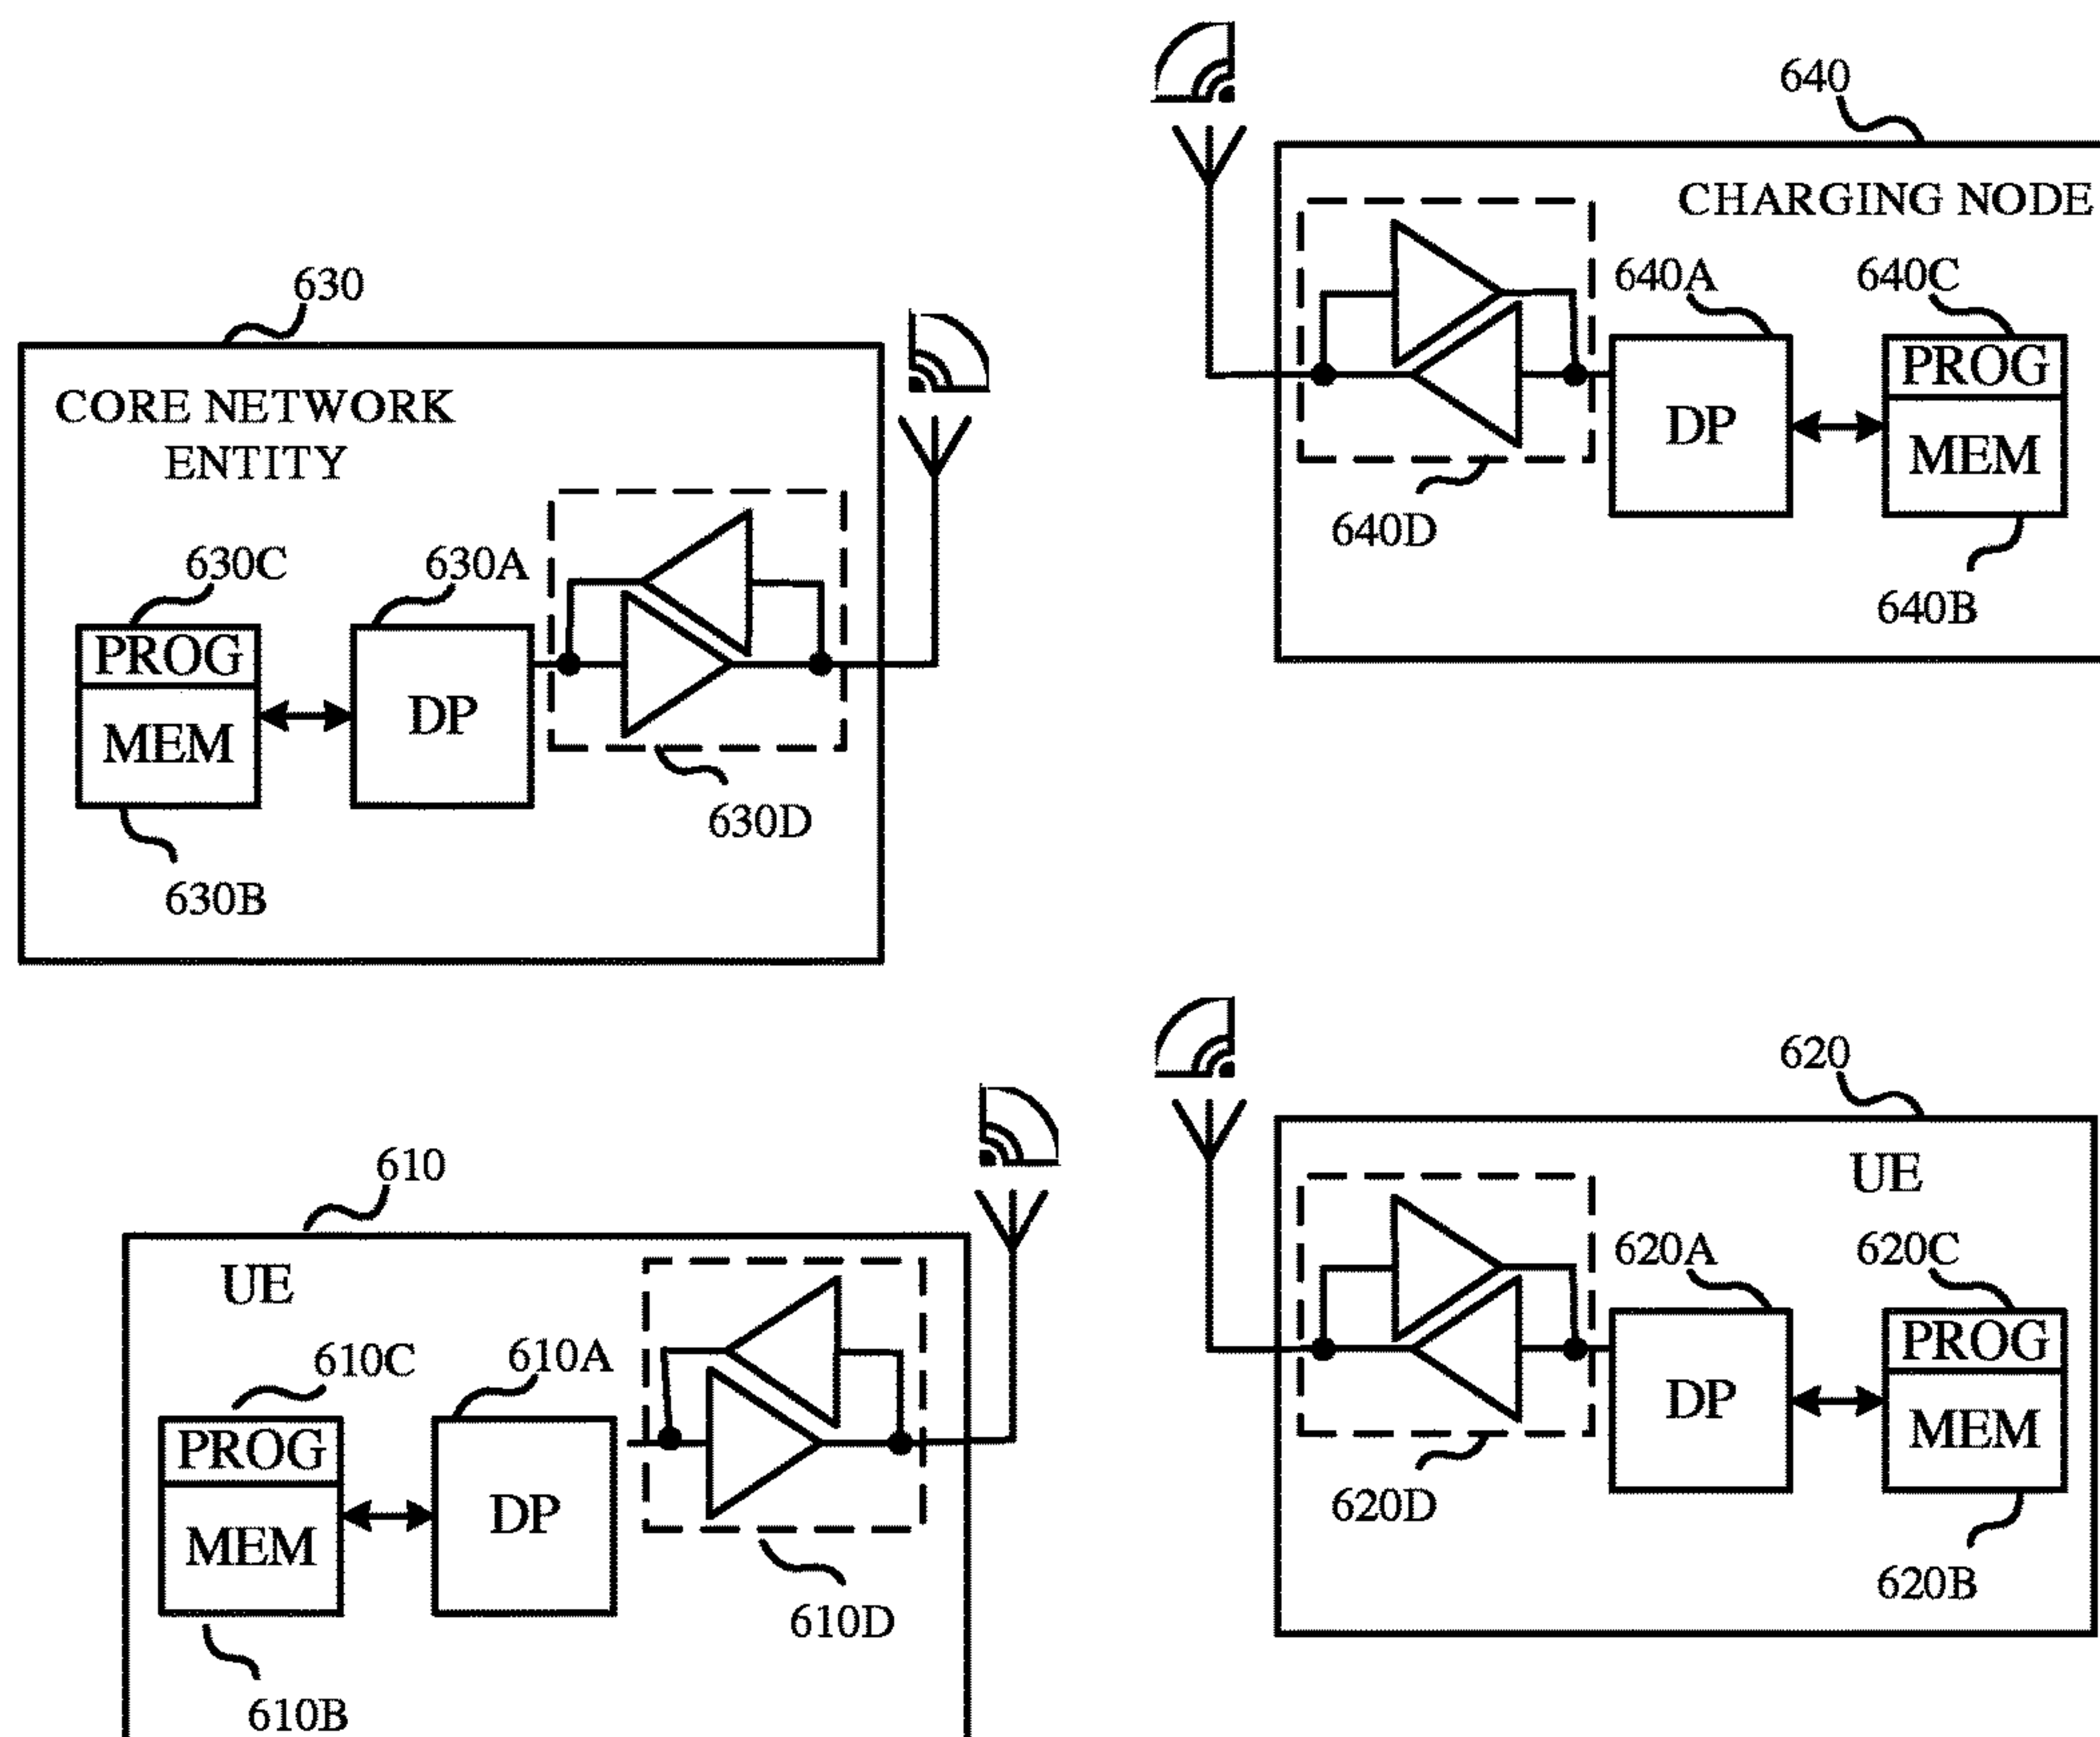 640
CHARGING NODE
640A
640C
PROG
DP
MEM
640D
640B
630
CORE NETWORK
ENTITY
630C
630A
PROG
DP
MEM
630D
630B
620
UE
620A
620C
PROG
DP
MEM
620D
620B
610
UE
610C
610A
PROG
DP
MEM
610D
610B